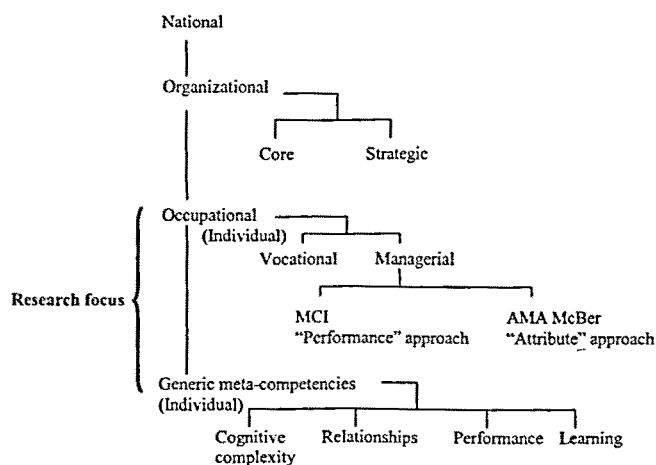 National
Organizational
Core Strategic
Occupational
(Individual)
Vocational Managerial
Research focus
MCI AMA McBer
“Performance” approach “Attribute” approach
Generic meta-competencies
(Individual)
Cognitive Relationships Performance Learning
complexity